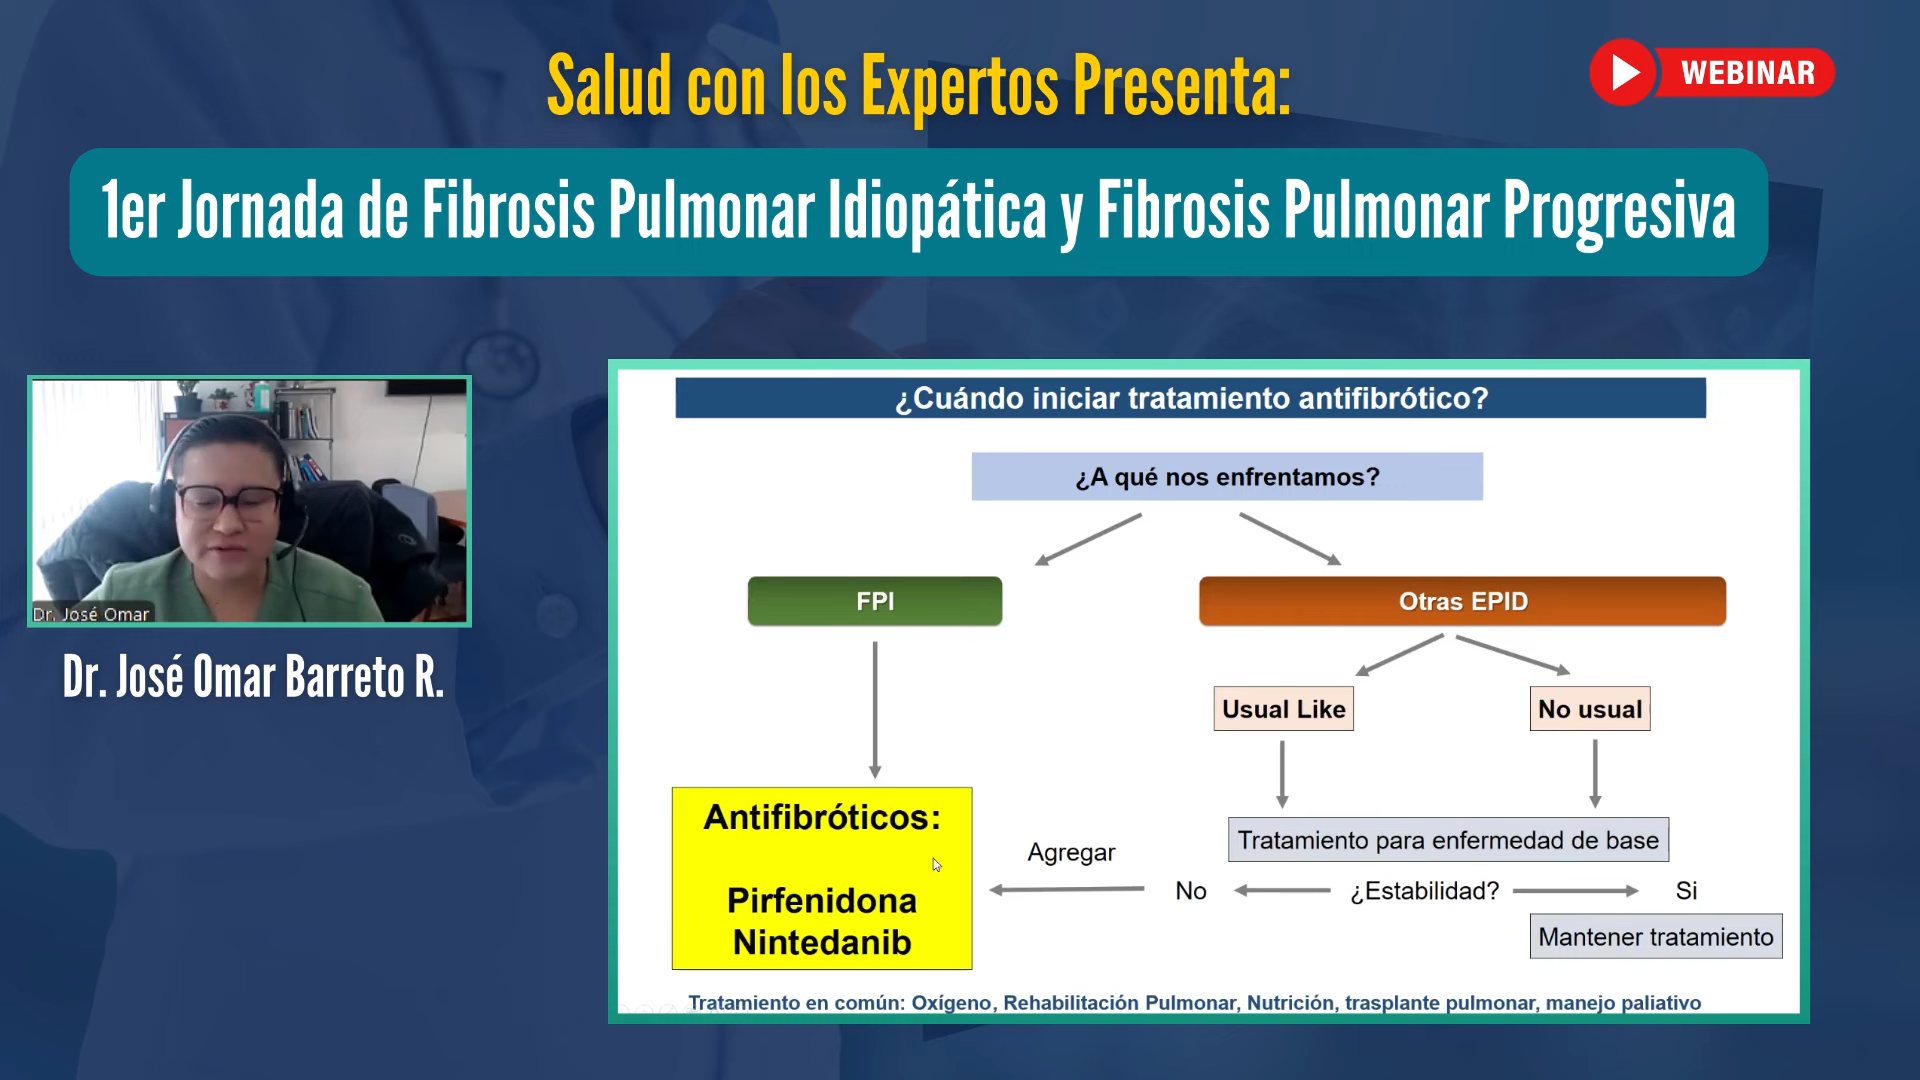 Salud con los Expertos Presenta:
WEBINAR
1er Jornada de Fibrosis Pulmonar Idiopática y Fibrosis Pulmonar Progresiva
Dr. José Omar
Dr. José Omar Barreto R.
¿Cuándo iniciar tratamiento antifibrótico?
¿A qué nos enfrentamos?
FPI
Otras EPID
Usual Like
No usual
Antifibróticos:
Pirfenidona
Nintedanib
Tratamiento para enfermedad de base
Agregar
No
¿Estabilidad?
Si
Mantener tratamiento
Tratamiento en común: Oxígeno, Rehabilitación Pulmonar, Nutrición, trasplante pulmonar, manejo paliativo